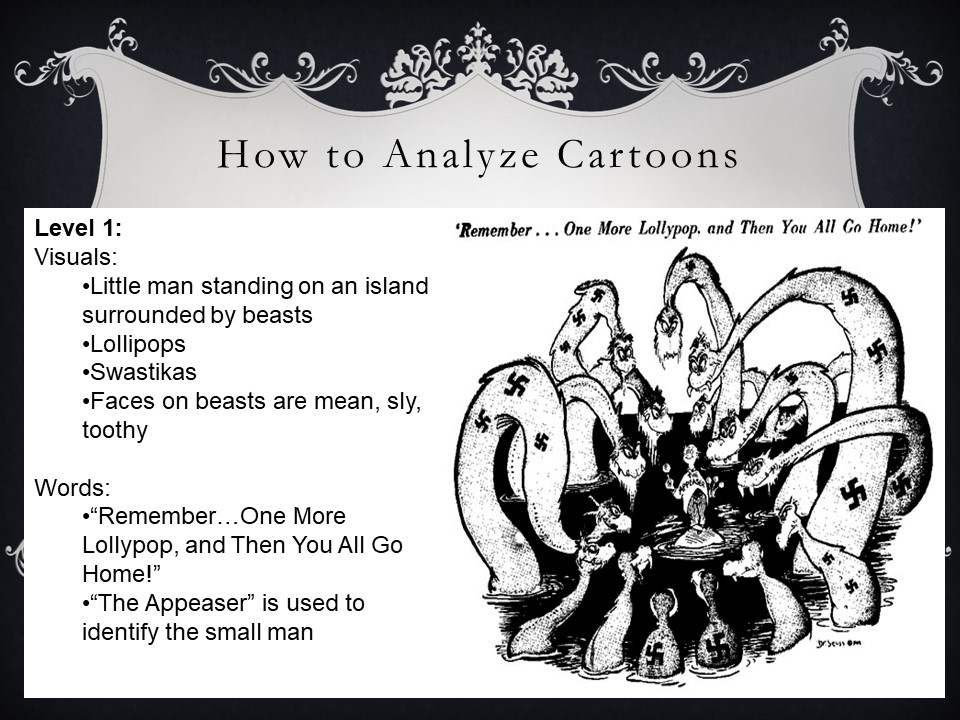 How to Analyze Cartoons
Level 1:
Visuals:
•Little man standing on an island
surrounded by beasts
•Lollipops
•Swastikas
•Faces on beasts are mean, sly,
toothy
Words:
•“Remember…One More
Lollypop, and Then You All Go
Home!”
•“The Appeaser” is used to
identify the small man
‘Remember . . . One More Lollypop, and Then You All Go Home!’
APPEASER
Dr. Seuss